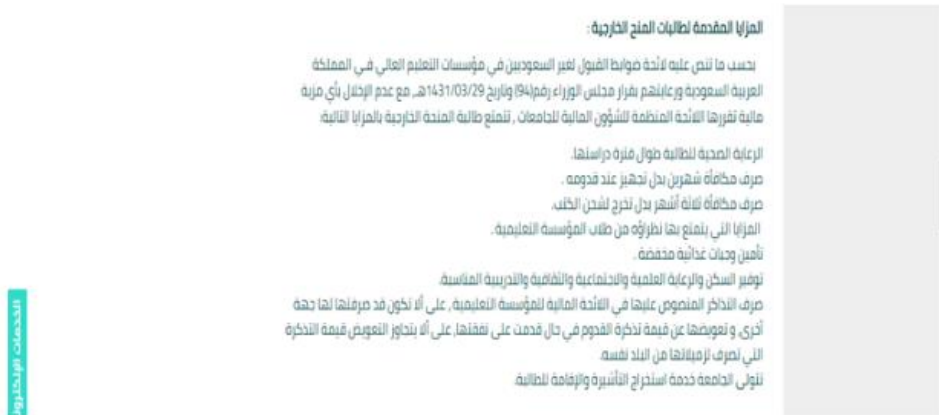 المزايا المقدمة لطالبات المنح الخارجية :
بحسب ما تنص عليه لائحة ضوابط القبول لغير السعوديين في مؤسسات التعليم العالي في المملكة
العربية السعودية ورعايتهم بقرار مجلس الوزراء رقم(94) وتاريخ 1431/03/29هـ, مع عدم الإخلال بأي مزية
مالية تقررها اللائحة المنظمة للشؤون المالية للجامعات , تتمتع طالبة المنحة الخارجية بالمزايا التالية:
الرعاية الصحية للطالبة طوال فترة دراستها.
صرف مكافأة شهرين بدل تجهيز عند قدومه .
صرف مكافأة ثلاثة أشهر بدل تخرج لشحن الكتب.
المزايا التي يتمتع بها نظراؤه من طلاب المؤسسة التعليمية .
تأمين وجبات غذائية مخفضة .
توفير السكن والرعاية العلمية والاجتماعية والثقافية والتدريبية المناسبة.
صرف التذاكر المنصوص عليها في اللائحة المالية للمؤسسة التعليمية , على ألا تكون قد صرفتها لها جهة
أخرى, و تعويضها عن قيمة تذكرة القدوم في حال قدمت على نفقتها, على ألا يتجاوز التعويض قيمة التذكرة
التي تصرف لزميلاتها من البلد نفسه.
تتولى الجامعة خدمة استخراج التأشيرة والإقامة للطالبة.
الخدمات